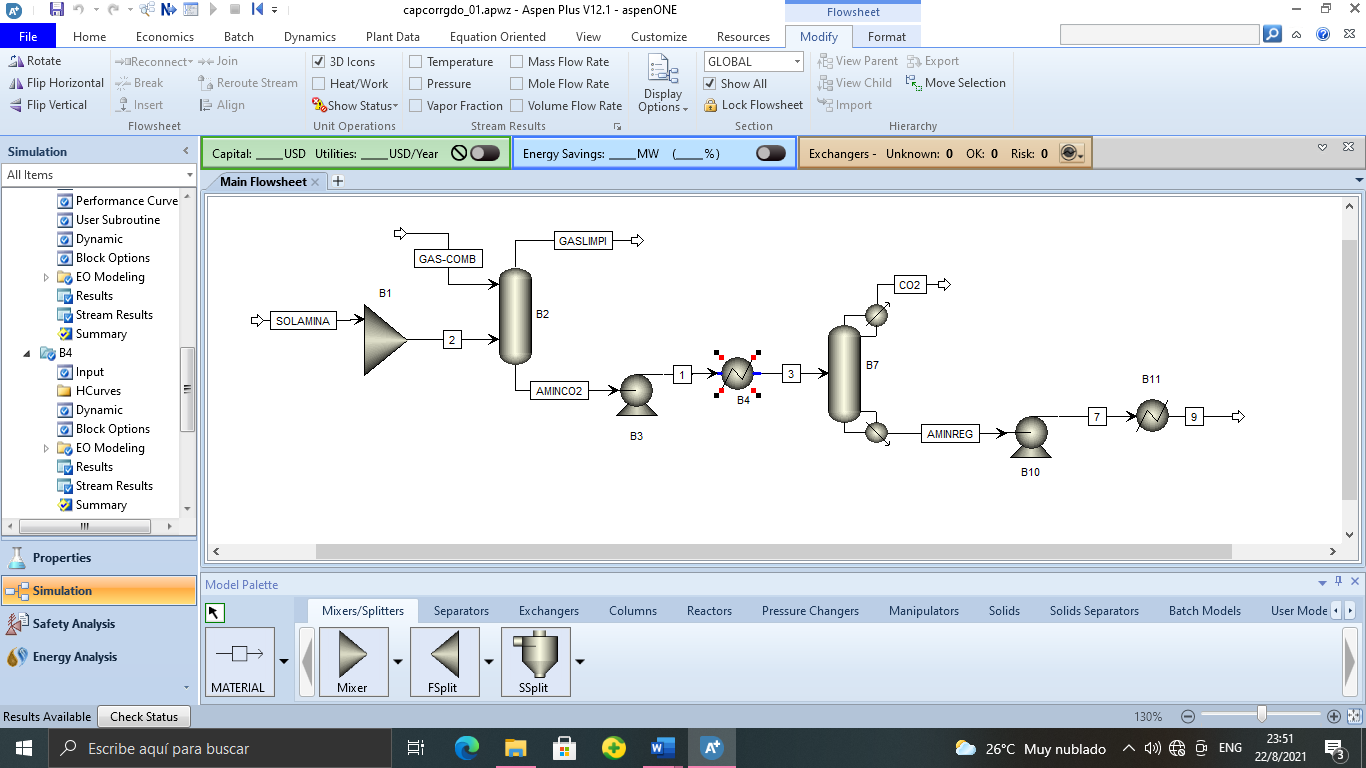 capcorrgdo_01.apwz - Aspen Plus V12.1 - aspenONE
Flowsheet
File Home Economics Batch Dynamics Plant Data Equation Oriented View Customize Resources Modify Format
Rotate Reconnect Join 3D Icons Temperature Mass Flow Rate GLOBAL View Parent Export
Flip Horizontal Break Reroute Stream Heat/Work Pressure Mole Flow Rate Display Show All View Child Move Selection
Flip Vertical Insert Align Show Status Vapor Fraction Volume Flow Rate Options Lock Flowsheet Import
Flowsheet Unit Operations Stream Results Section Hierarchy
Simulation
Capital: ____USD Utilities: ____USD/Year Energy Savings: ____MW (____%) Exchangers - Unknown: 0 OK: 0 Risk: 0
All Items
Main Flowsheet
Performance Curve
User Subroutine
Dynamic
Block Options
EO Modeling
Results
Stream Results
Summary
B4
Input
HCurves
Dynamic
Block Options
EO Modeling
Results
Stream Results
Summary
GASLIMPI
GAS-COMB
CO2
B1
B2
SOLAMINA
2
B7
1
B4
3
B11
AMINCO2
B3
AMINREG
7
9
B10
Properties
Simulation
Safety Analysis
Energy Analysis
Model Palette
Mixers/Splitters Separators Exchangers Columns Reactors Pressure Changers Manipulators Solids Solids Separators Batch Models User Mode
MATERIAL Mixer FSplit SSplit
Results Available Check Status 130%
Escribe aquí para buscar
26°C Muy nublado ENG
23:51
22/8/2021
3